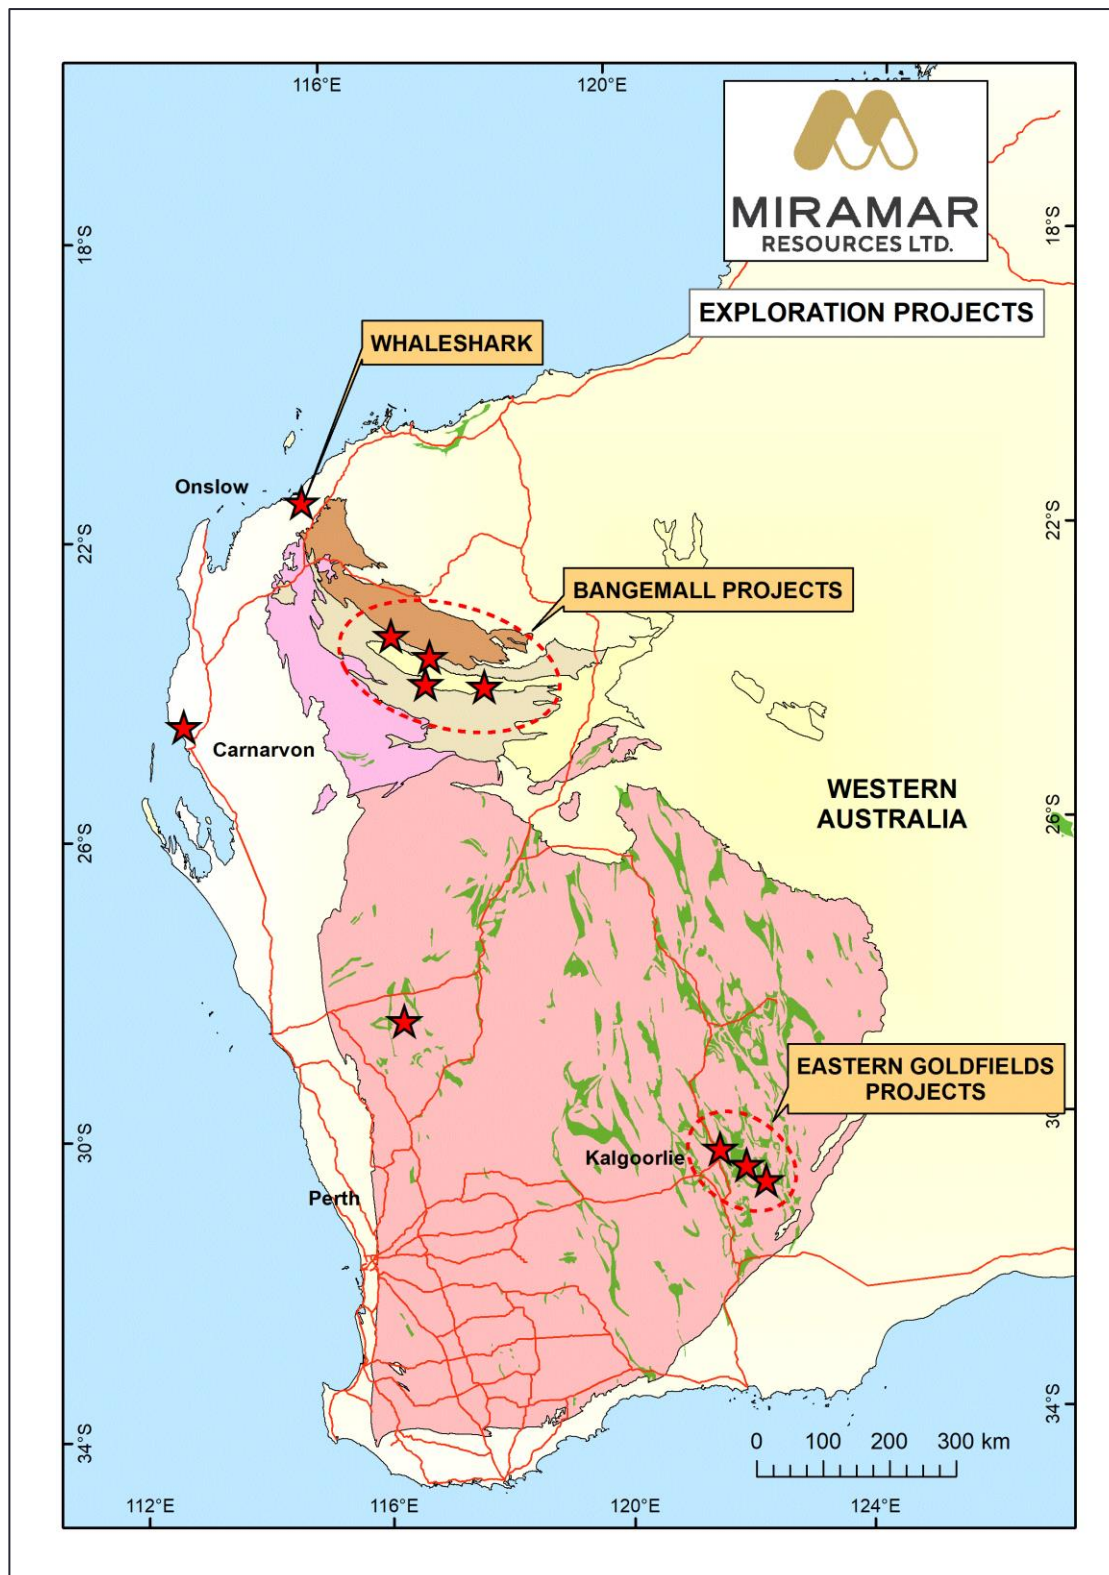 116°E
120°E
124°E
MIRAMAR
RESOURCES LTD.
18°S
18°S
EXPLORATION PROJECTS
WHALESHARK
Onslow
22°S
22°S
BANGEMALL PROJECTS
Carnarvon
WESTERN
AUSTRALIA
26°S
26°S
EASTERN GOLDFIELDS
PROJECTS
30°S
Kalgoorlie
Perth
34°S
34°S
0 100 200 300 km
112°E
116°E
120°E
124°E